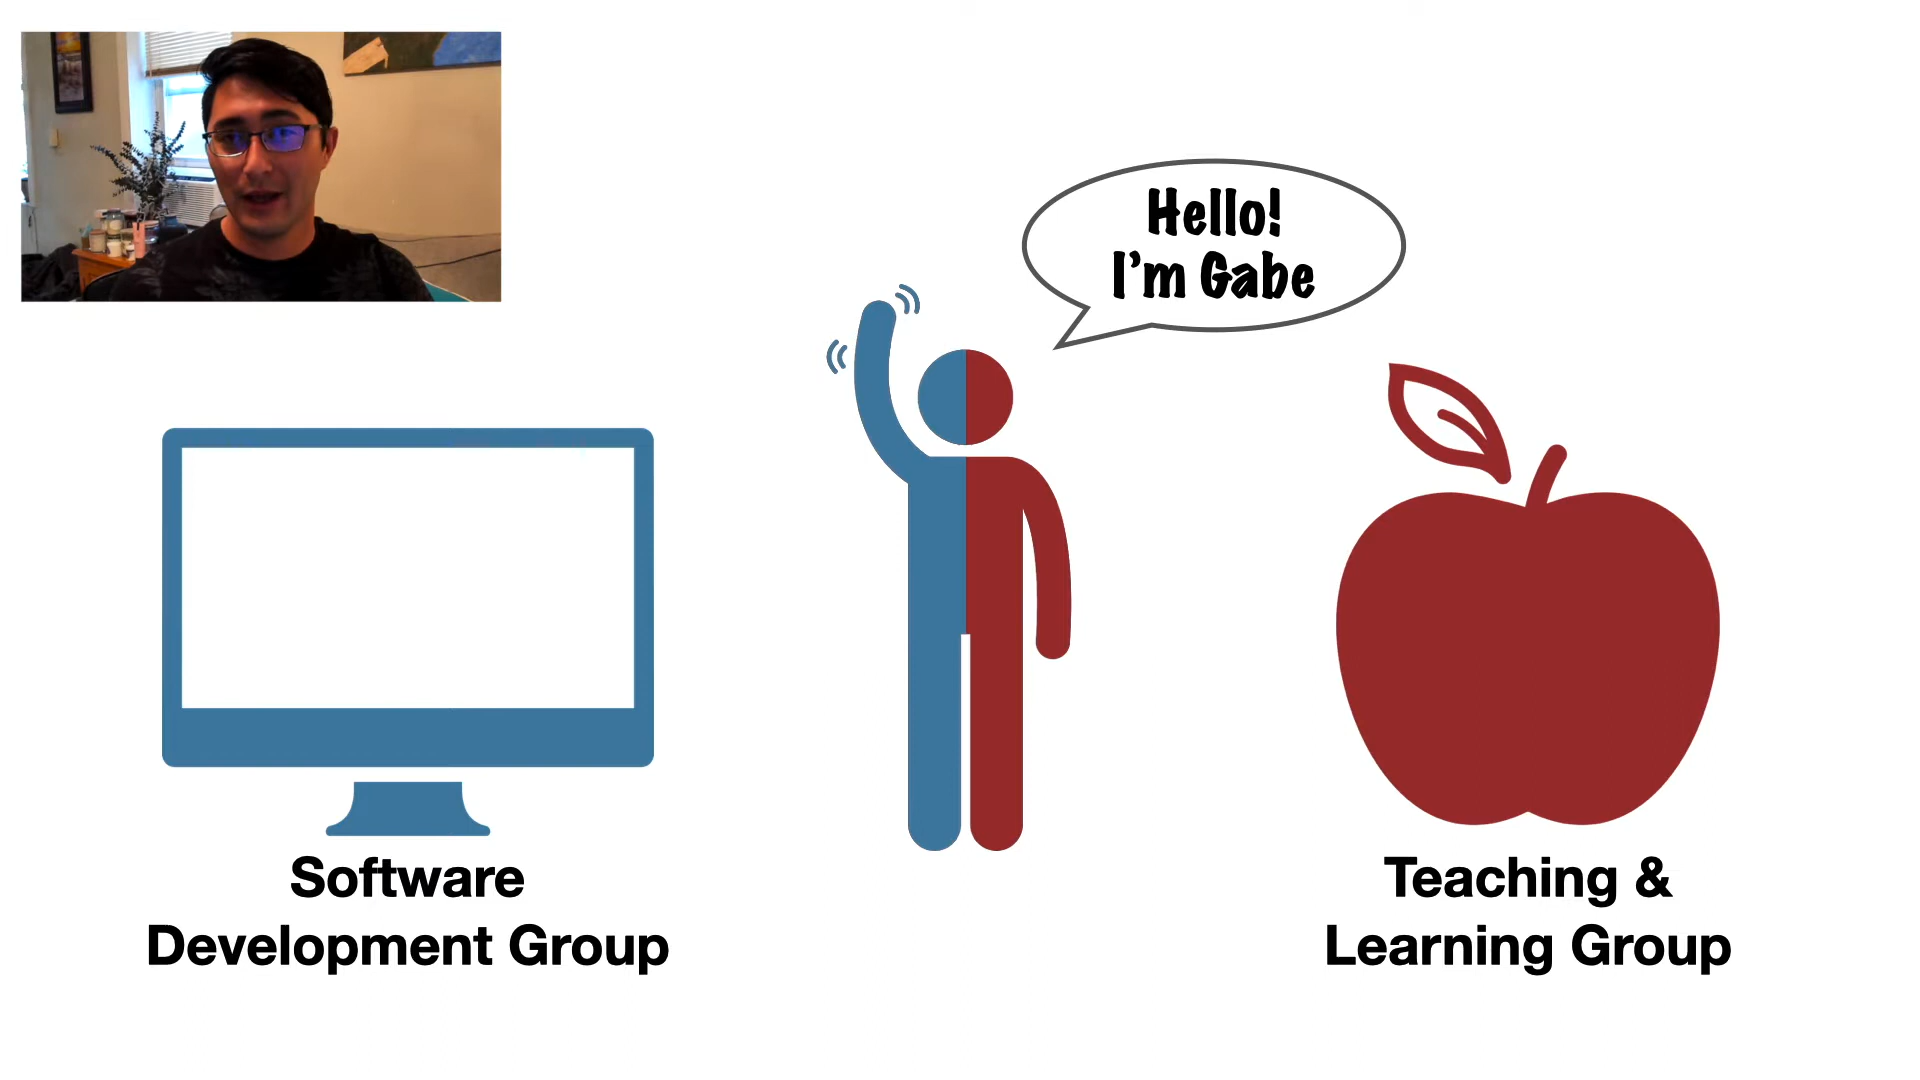 Hello!
I’m Gabe
Software
Development Group
Teaching &
Learning Group